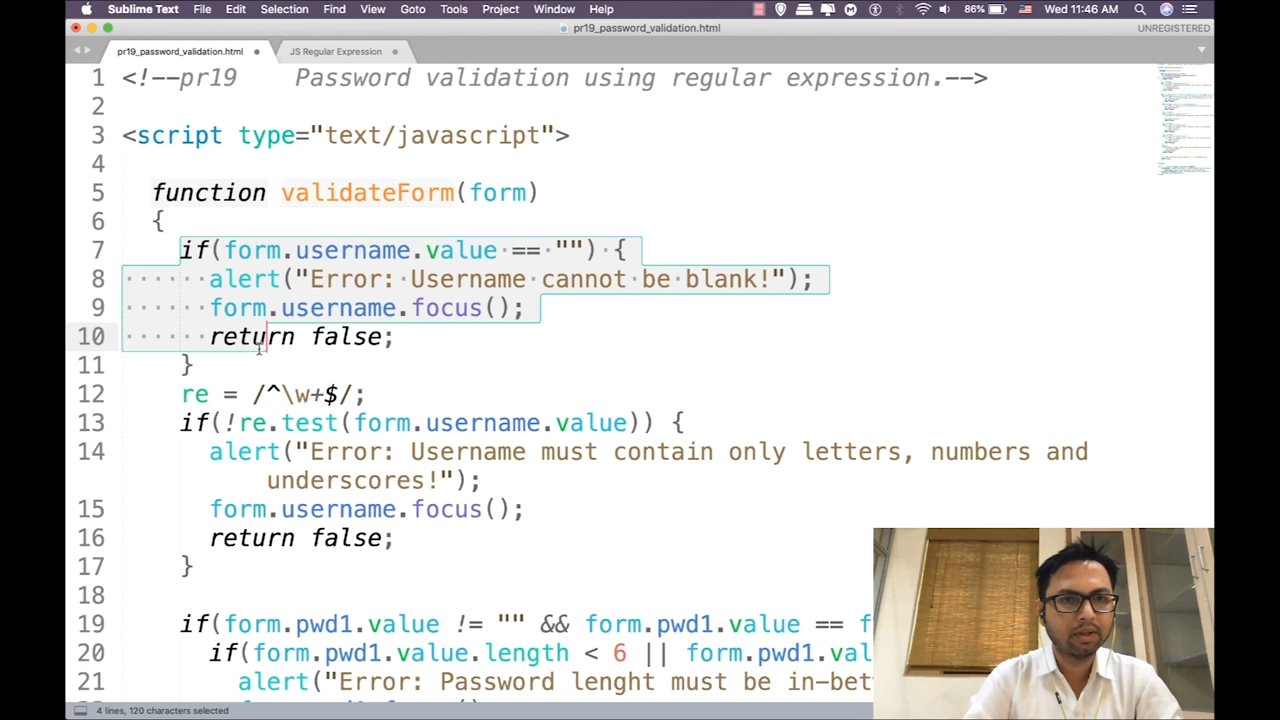 Sublime Text File Edit Selection Find View Goto Tools Project Window Help 86% Wed 11:46 AM
pr19_password_validation.html UNREGISTERED
pr19_password_validation.html JS Regular Expression
1 <!--pr19 Password validation using regular expression.-->
2
3 <script type="text/javascript">
4
5 function validateForm(form)
6 {
7 if(form.username.value == "") {
8 alert("Error: Username cannot be blank!");
9 form.username.focus();
10 return false;
11 }
12 re = /^\w+$/;
13 if(!re.test(form.username.value)) {
14 alert("Error: Username must contain only letters, numbers and
underscores!");
15 form.username.focus();
16 return false;
17 }
18
19 if(form.pwd1.value != "" && form.pwd1.value == f
20 if(form.pwd1.value.length < 6 || form.pwd1.val
21 alert("Error: Password lenght must be in-bet
4 lines, 120 characters selected